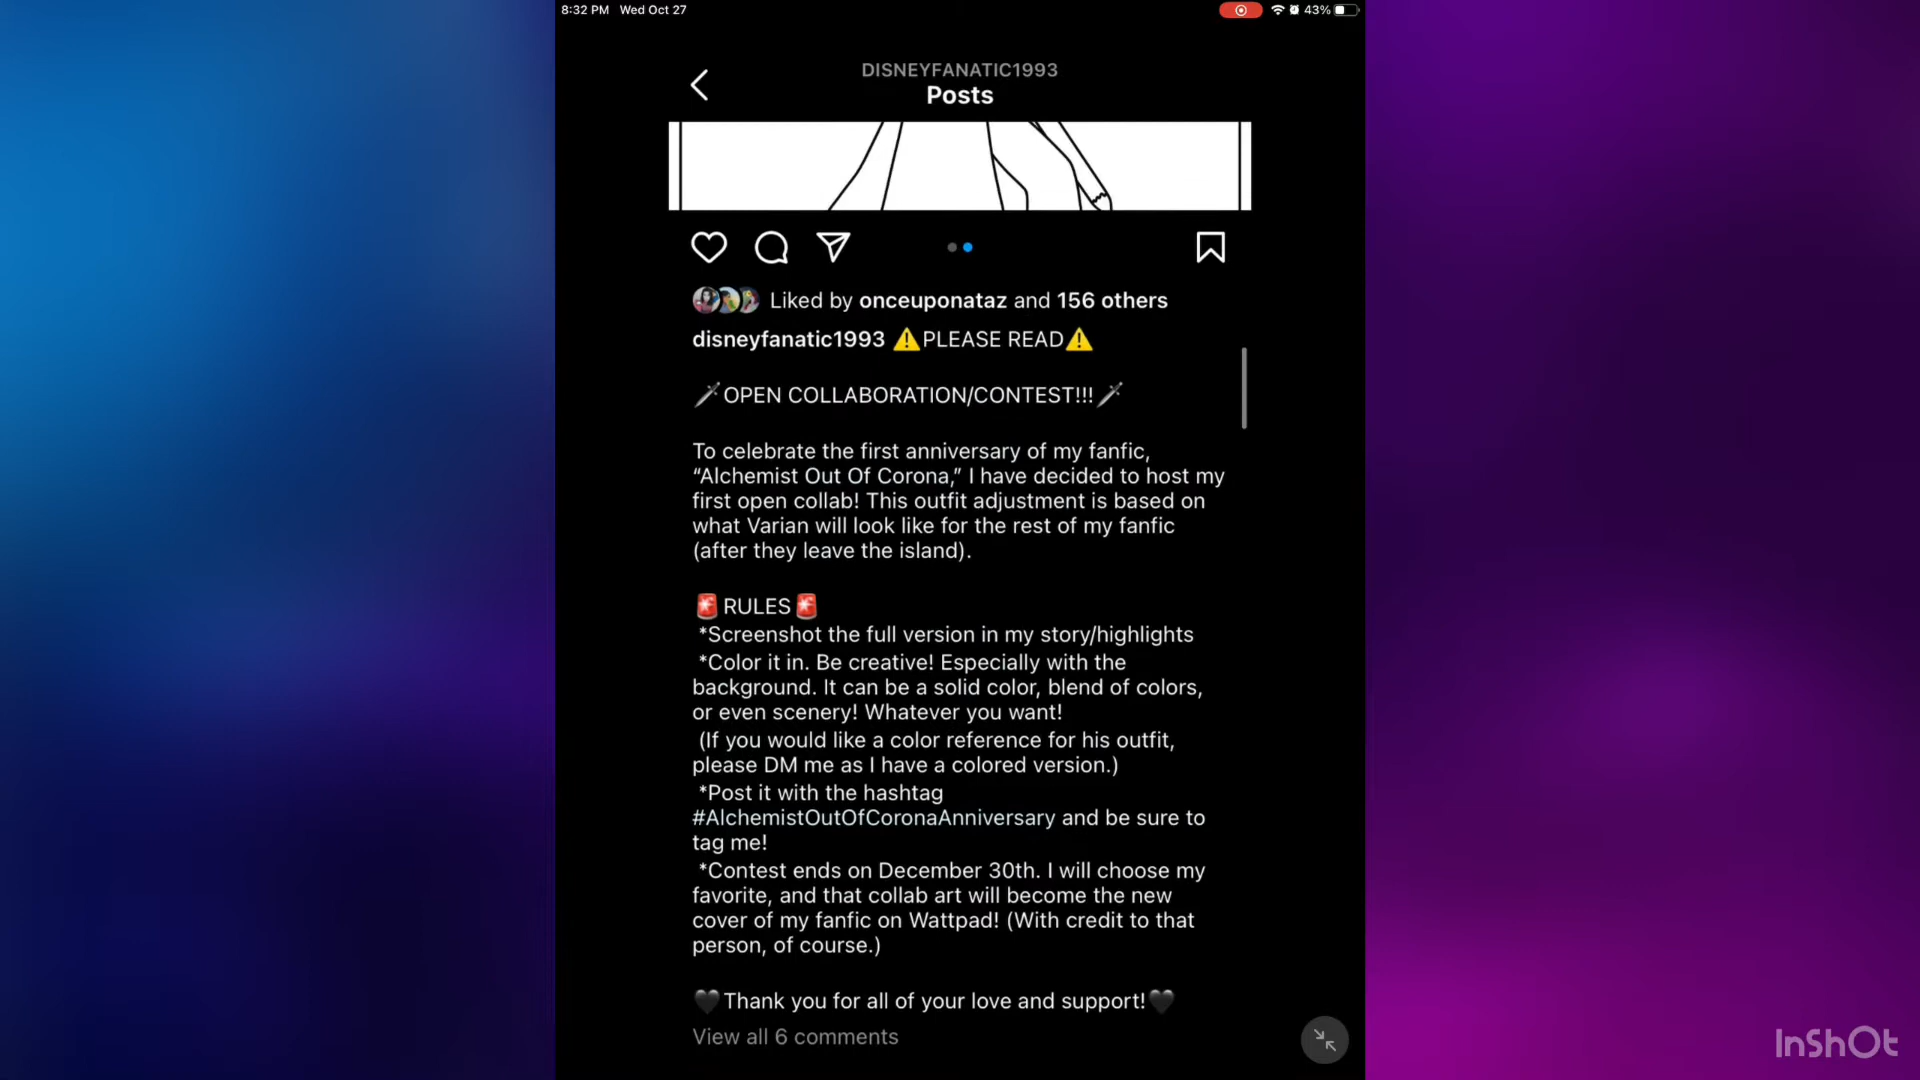 8:32 PM Wed Oct 27
43%
DISNEYFANATIC1993
Posts
Liked by onceuponataz and 156 others
disneyfanatic1993 ⚠️PLEASE READ⚠️
🗡️OPEN COLLABORATION/CONTEST!!!🗡️
To celebrate the first anniversary of my fanfic,
“Alchemist Out Of Corona,” I have decided to host my
first open collab! This outfit adjustment is based on
what Varian will look like for the rest of my fanfic
(after they leave the island).
🚨RULES🚨
*Screenshot the full version in my story/highlights
*Color it in. Be creative! Especially with the
background. It can be a solid color, blend of colors,
or even scenery! Whatever you want!
(If you would like a color reference for his outfit,
please DM me as I have a colored version.)
*Post it with the hashtag
#AlchemistOutOfCoronaAnniversary and be sure to
tag me!
*Contest ends on December 30th. I will choose my
favorite, and that collab art will become the new
cover of my fanfic on Wattpad! (With credit to that
person, of course.)
🖤Thank you for all of your love and support!🖤
View all 6 comments
InShOt